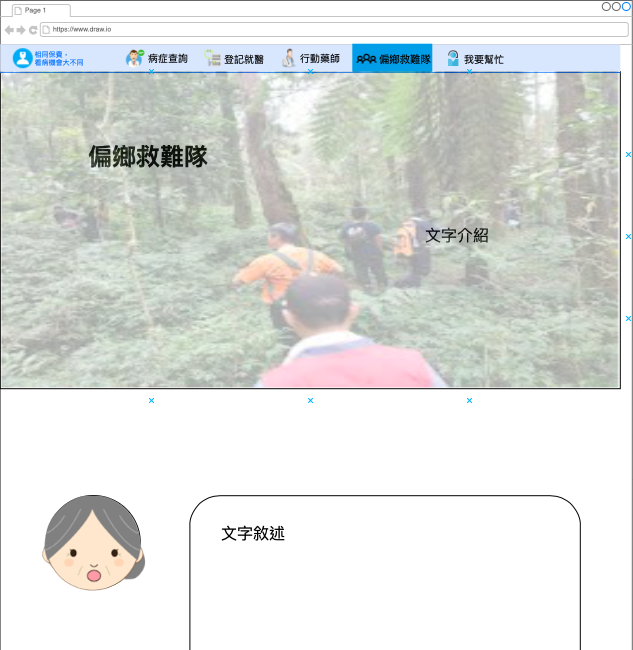 Page 1
https://www.draw.io
相同保費，
看病機會大不同
病症查詢
登記就醫
行動藥師
偏鄉救難隊
我要幫忙
偏鄉救難隊
文字介紹
文字敘述